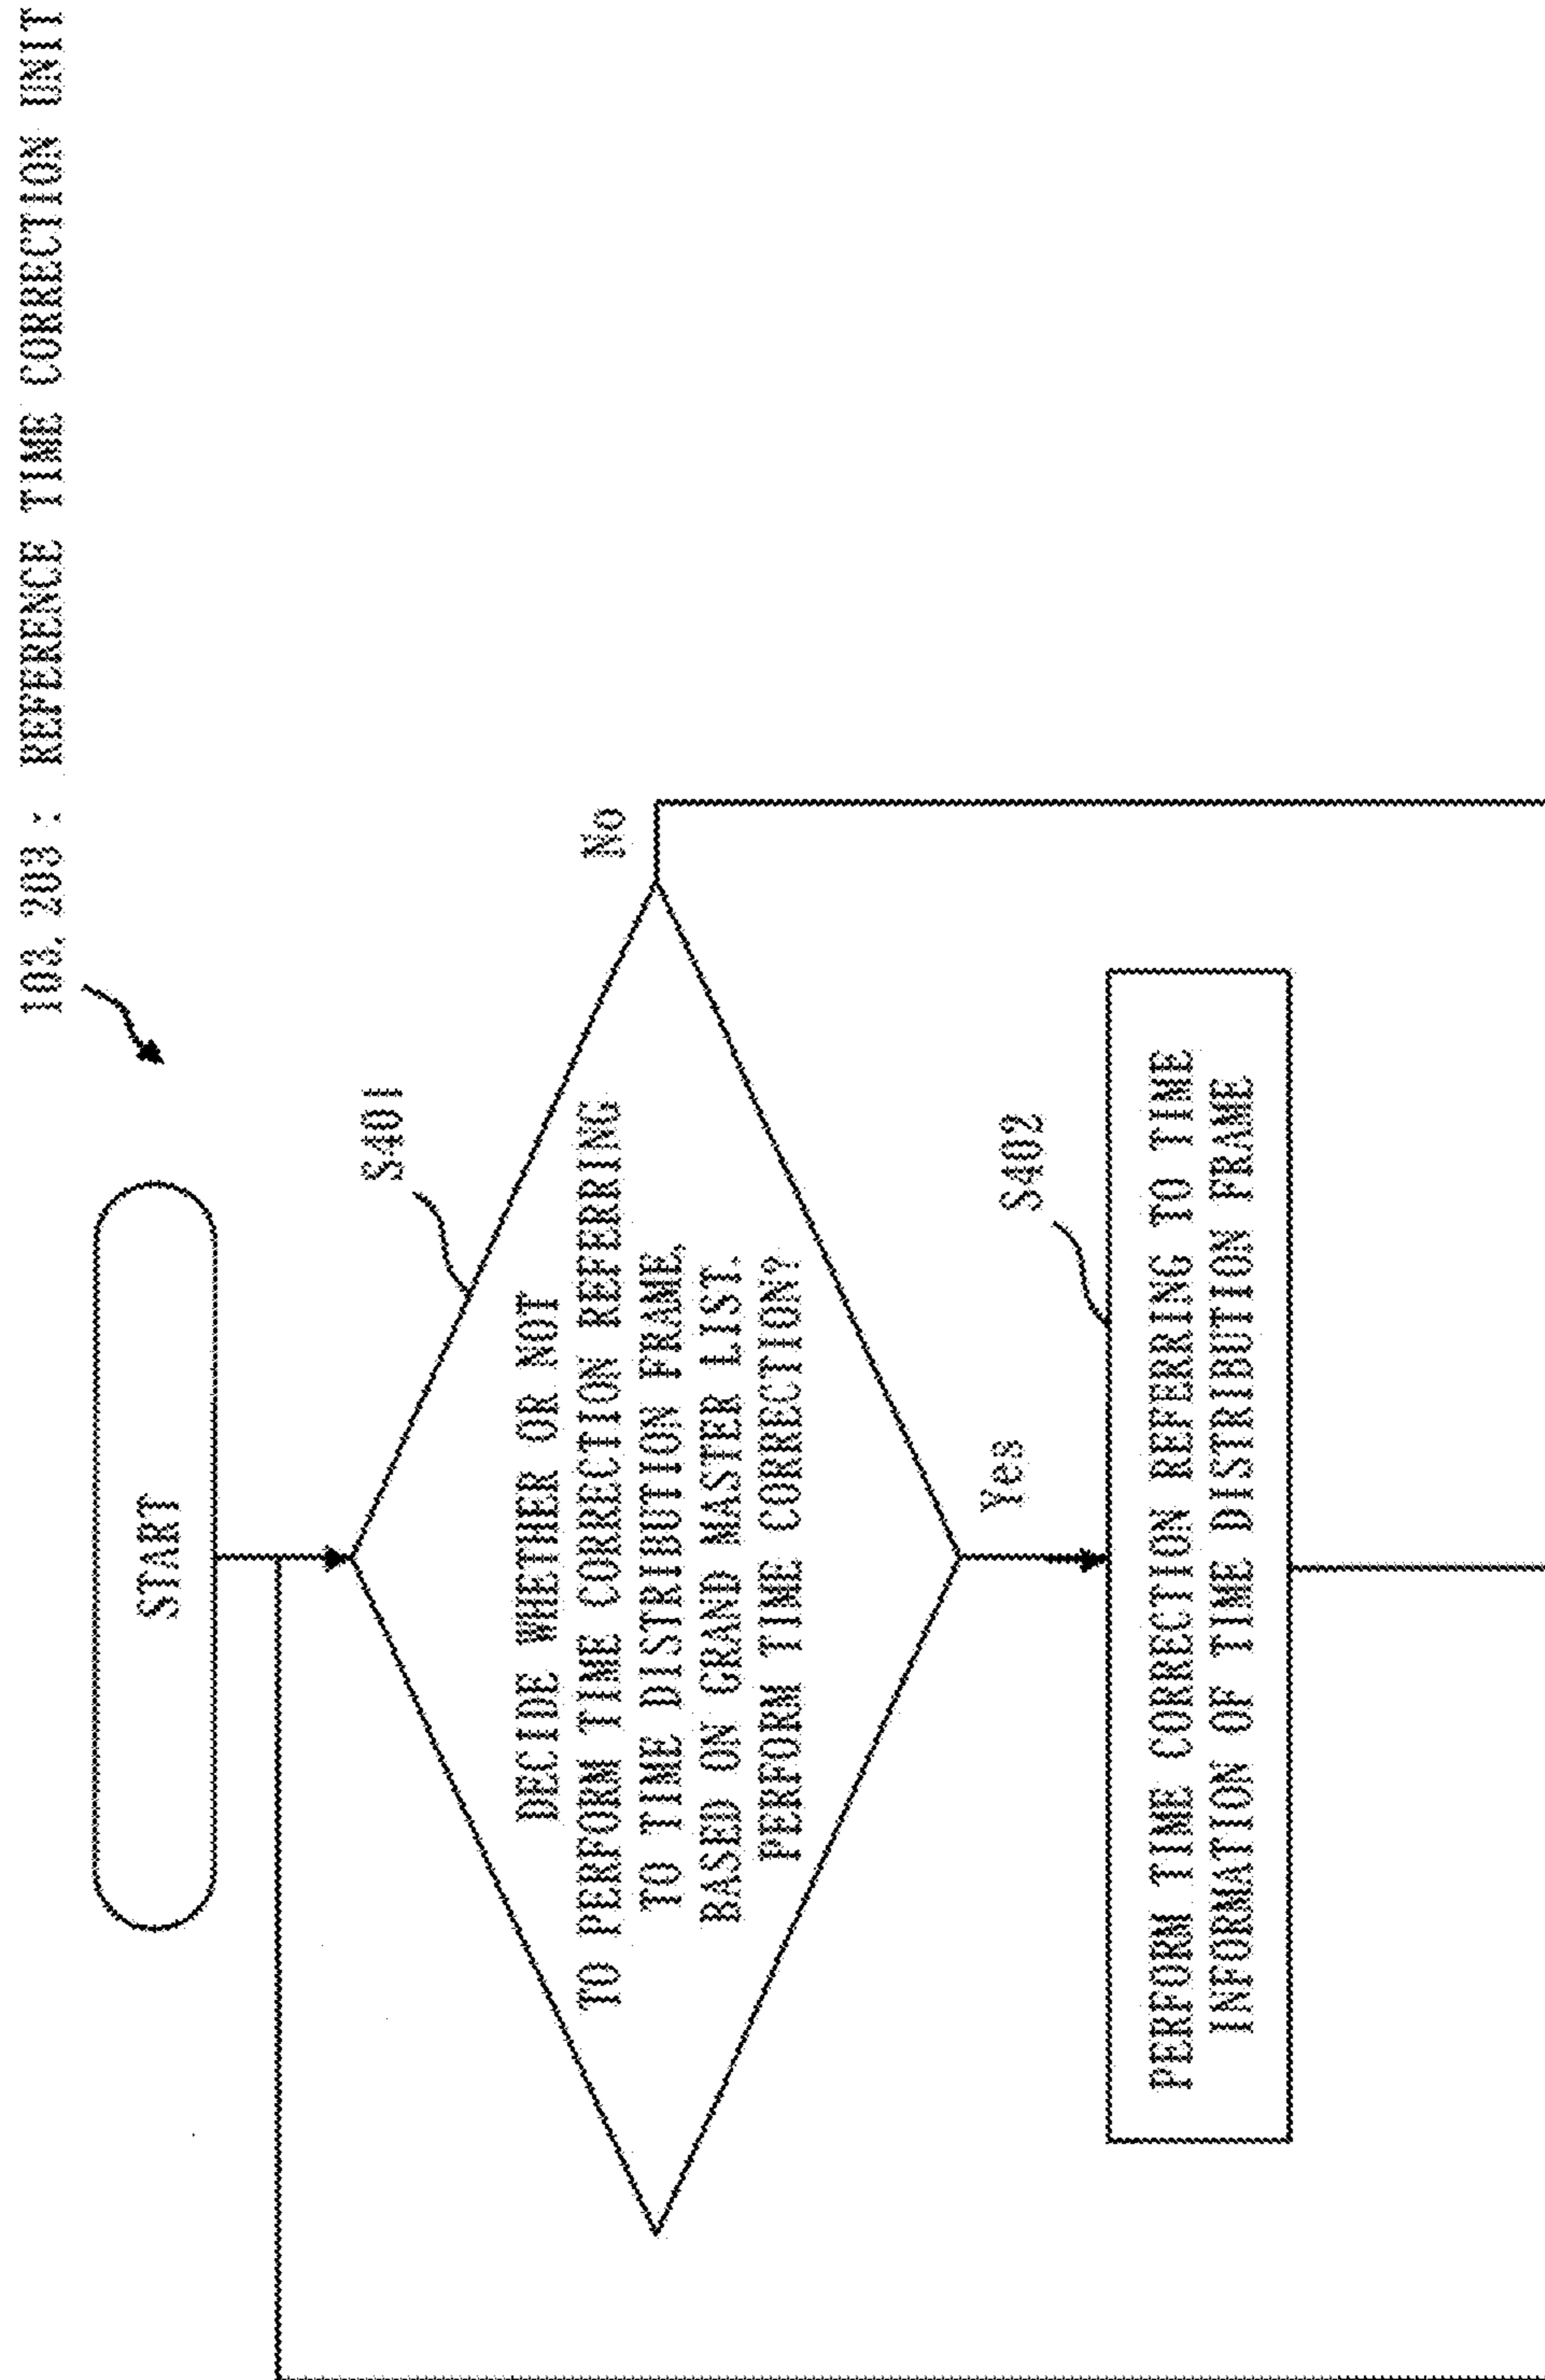 103, 203 : REFERENCE TIME CORRECTION UNIT
START
S401
DECIDE WHETHER OR NOT
TO PERFORM TIME CORRECTION REFERRING
TO TIME DISTRIBUTION FRAME,
BASED ON GRAND MASTER LIST.
PERFORM TIME CORRECTION?
No
Yes
S402
PERFORM TIME CORRECTION REFERRING TO TIME
INFORMATION OF TIME DISTRIBUTION FRAME